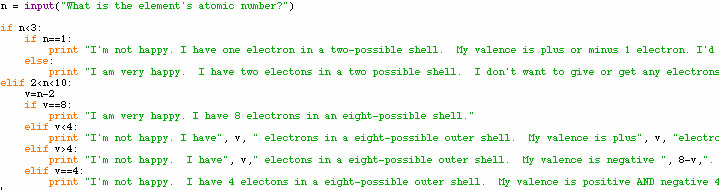 n = input("What is the element's atomic number?")
if n<3:
if n==1:
print "I'm not happy. I have one electron in a two-possible shell. My valence is plus or minus 1 electron. I'd
else:
print "I am very happy. I have two electons in a two possible shell. I don't want to give or get any electrons
elif 2<n<10:
v=n-2
if v==8:
print "I am very happy. I have 8 electrons in an eight-possible shell."
elif v<4:
print "I'm not happy. I have", v, " electrons in a eight-possible outer shell. My valence is plus", v, "electro
elif v>4:
print "I'm not happy. I have", v," electons in a eight-possible outer shell. My valence is negative ", 8-v,".
elif v==4:
print "I'm not happy. I have 4 electons in a eight-possible outer shell. My valence is positive AND negative 4